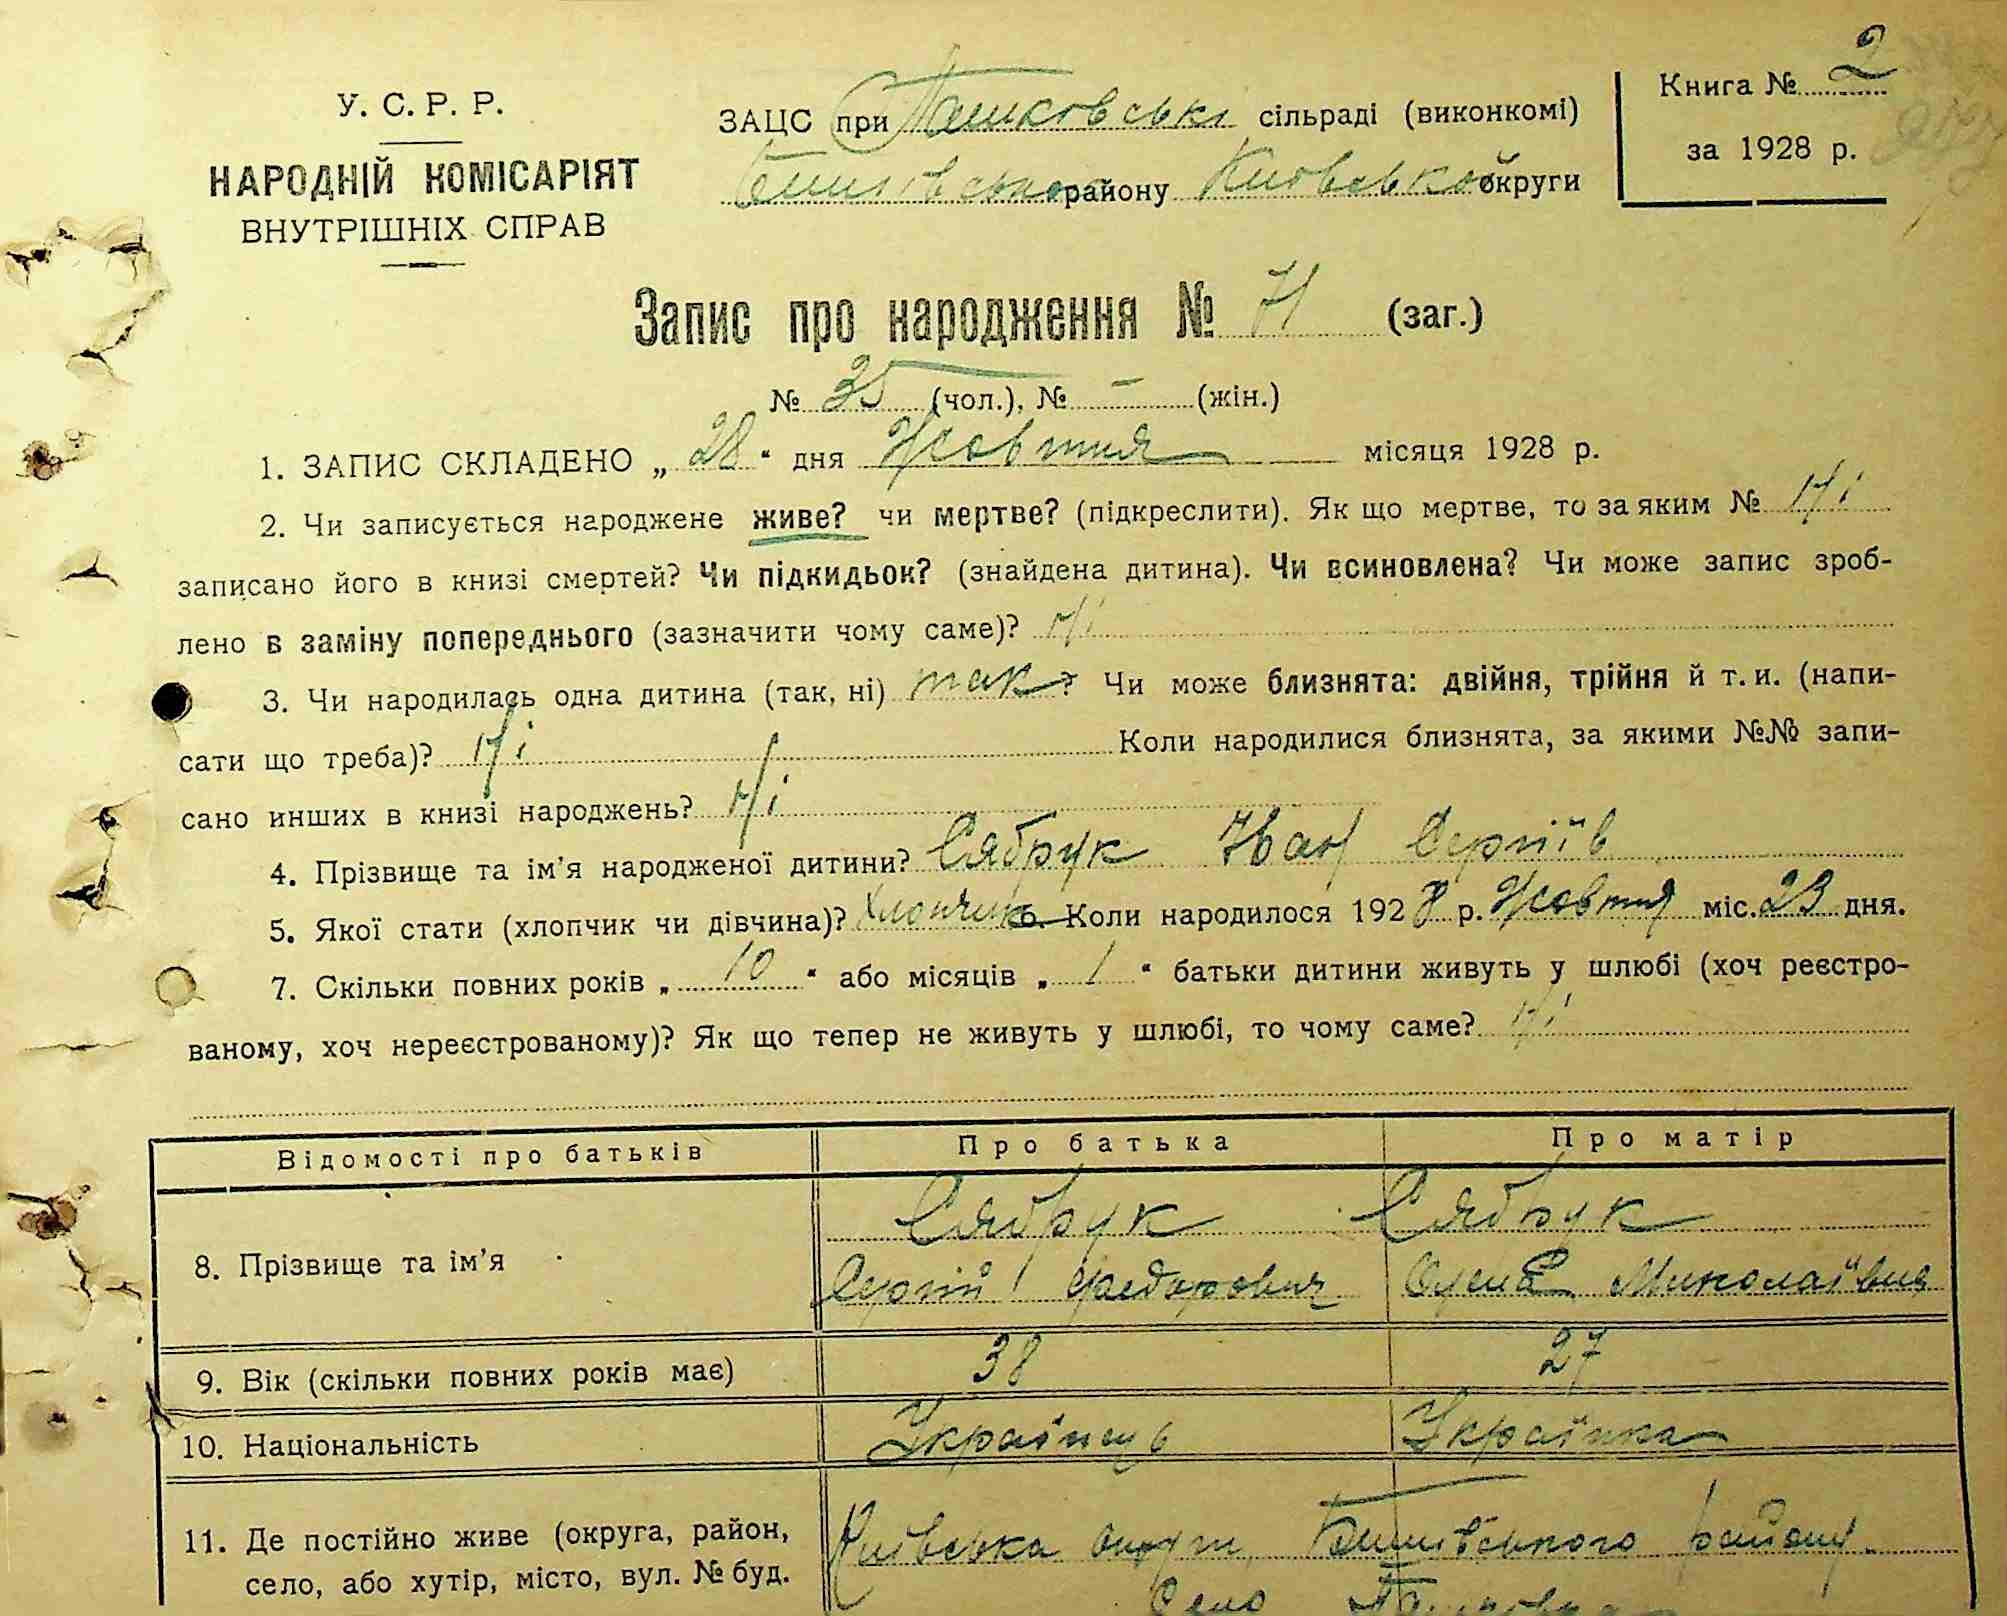 У. С. Р. Р.
НАРОДНІЙ КОМІСАРІЯТ
ВНУТРІШНІХ СПРАВ
ЗАЦС при Пашковські сільраді (виконкомі)
Бишівського району Київської округи
Книга № 2
за 1928 р.
Запис про народження № 71 (заг.)
№ 35 (чол.), № – (жін.)
1. ЗАПИС СКЛАДЕНО „ 28 “ дня Жовтня місяця 1928 р.
2. Чи записується народжене живе? чи мертве? (підкреслити). Як що мертве, то за яким № Ні
записано його в книзі смертей? Чи підкидьок? (знайдена дитина). Чи всиновлена? Чи може запис зроб-
лено в заміну попереднього (зазначити чому саме)? Ні
3. Чи народилась одна дитина (так, ні) так? Чи може близнята: двійня, трійня й т. и. (напи-
сати що треба)? Ні Коли народилися близнята, за якими №№ запи-
сано инших в книзі народжень? Ні
4. Прізвище та ім’я народженої дитини? Сябрук Іван Сергіїв
5. Якої стати (хлопчик чи дівчина)? Хлопчик 6. Коли народилося 1928 р. Жовтня міс. 23 дня.
7. Скільки повних років „ 10 “ або місяців „ 1 “ батьки дитини живуть у шлюбі (хоч реєстро-
ваному, хоч нереєстрованому)? Як що тепер не живуть у шлюбі, то чому саме? Ні
Відомості про батьків Про батька Про матір
Сябрук Сябрук
8. Прізвище та ім’я Сергій Федорович Миколаївна
9. Вік (скільки повних років має) 38 27
10. Національність Українець Українка
11. Де постійно живе (округа, район, Київська округа Бишівського району
село, або хутір, місто, вул. № буд. Село Пашковка